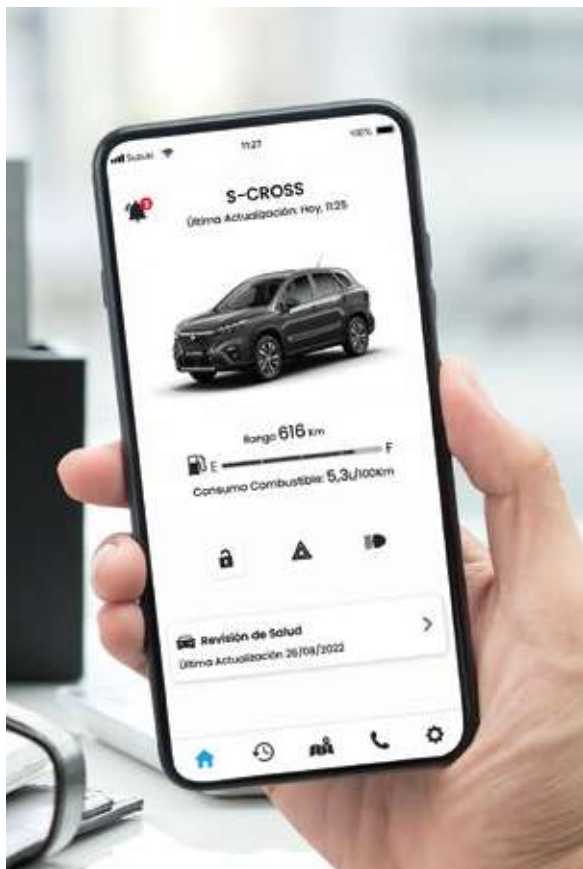 Suzuki 11:27 100%
3
S-CROSS
Última Actualización: Hoy, 11:25
Rango 616 Km
E F
Consumo Combustible: 5,3L/100Km
Revisión de Salud
Última Actualización 26/08/2022